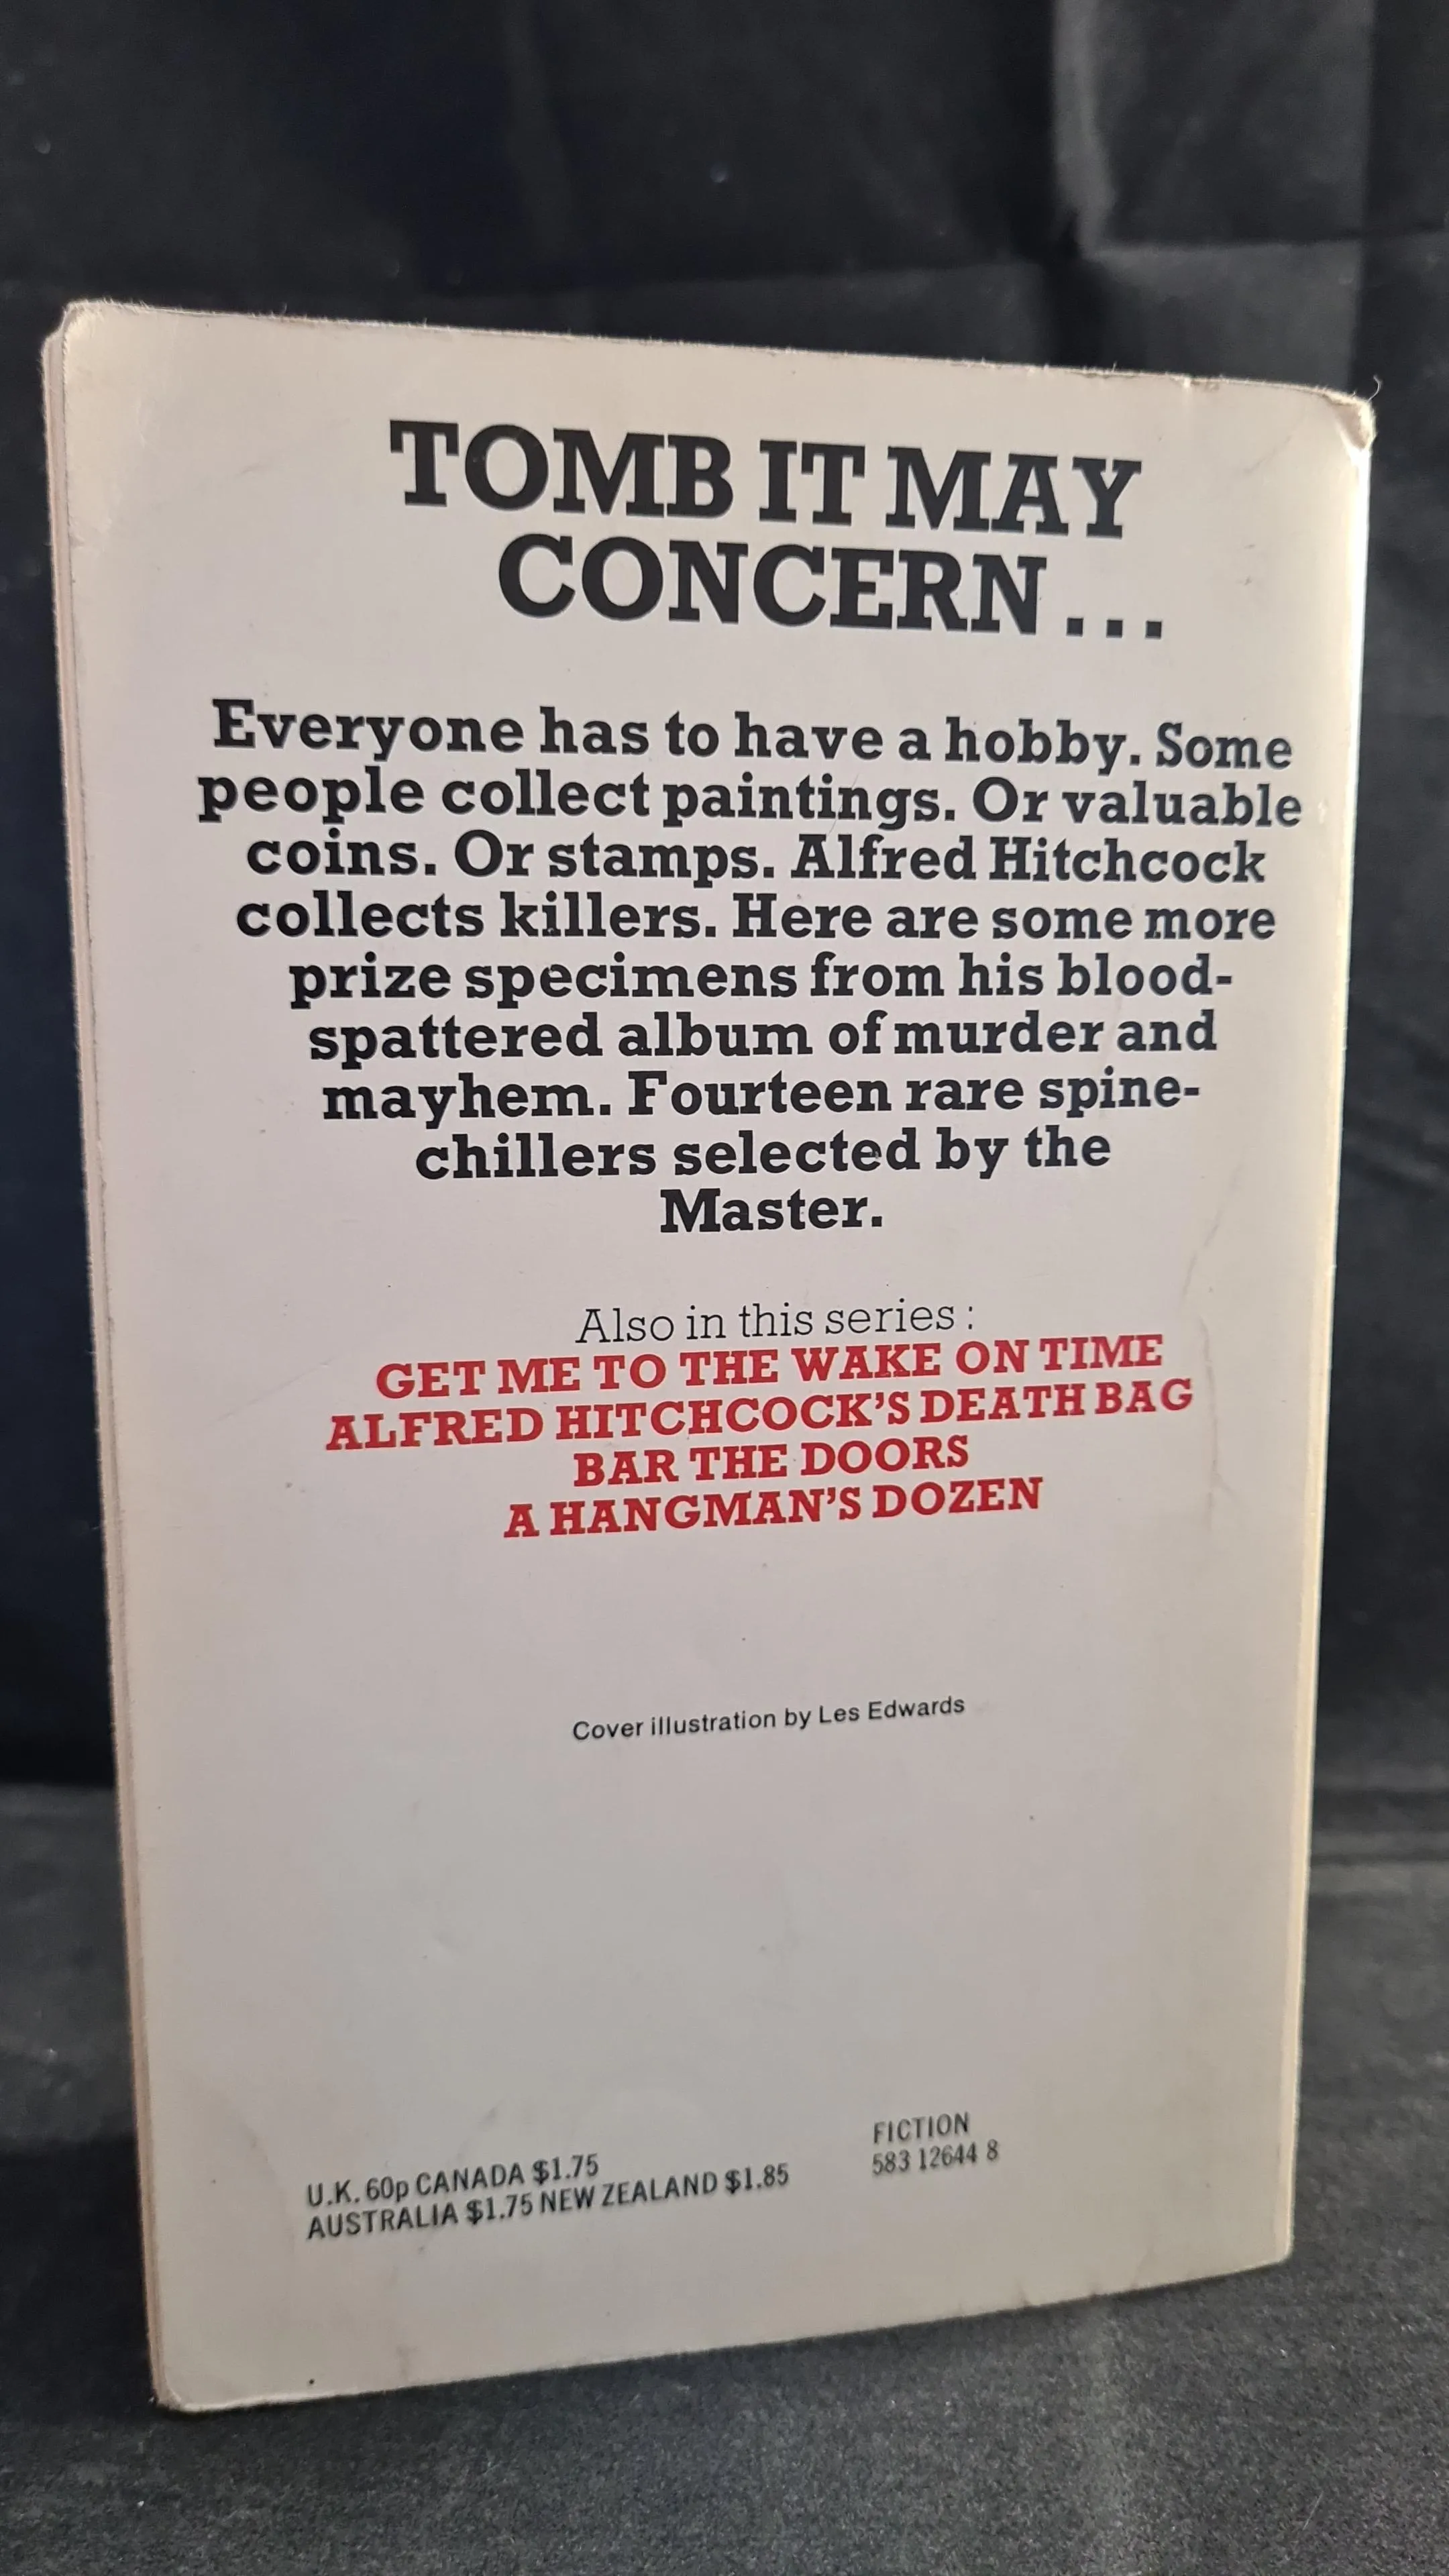 TOMB IT MAY
CONCERN...
Everyone has to have a hobby. Some
people collect paintings. Or valuable
coins. Or stamps. Alfred Hitchcock
collects killers. Here are some more
prize specimens from his blood-
spattered album of murder and
mayhem. Fourteen rare spine-
chillers selected by the
Master.
Also in this series :
GET ME TO THE WAKE ON TIME
ALFRED HITCHCOCK'S DEATH BAG
BAR THE DOORS
A HANGMAN'S DOZEN
Cover illustration by Les Edwards
U.K. 60p CANADA $1.75
AUSTRALIA $1.75 NEW ZEALAND $1.85
FICTION
583 12644 8